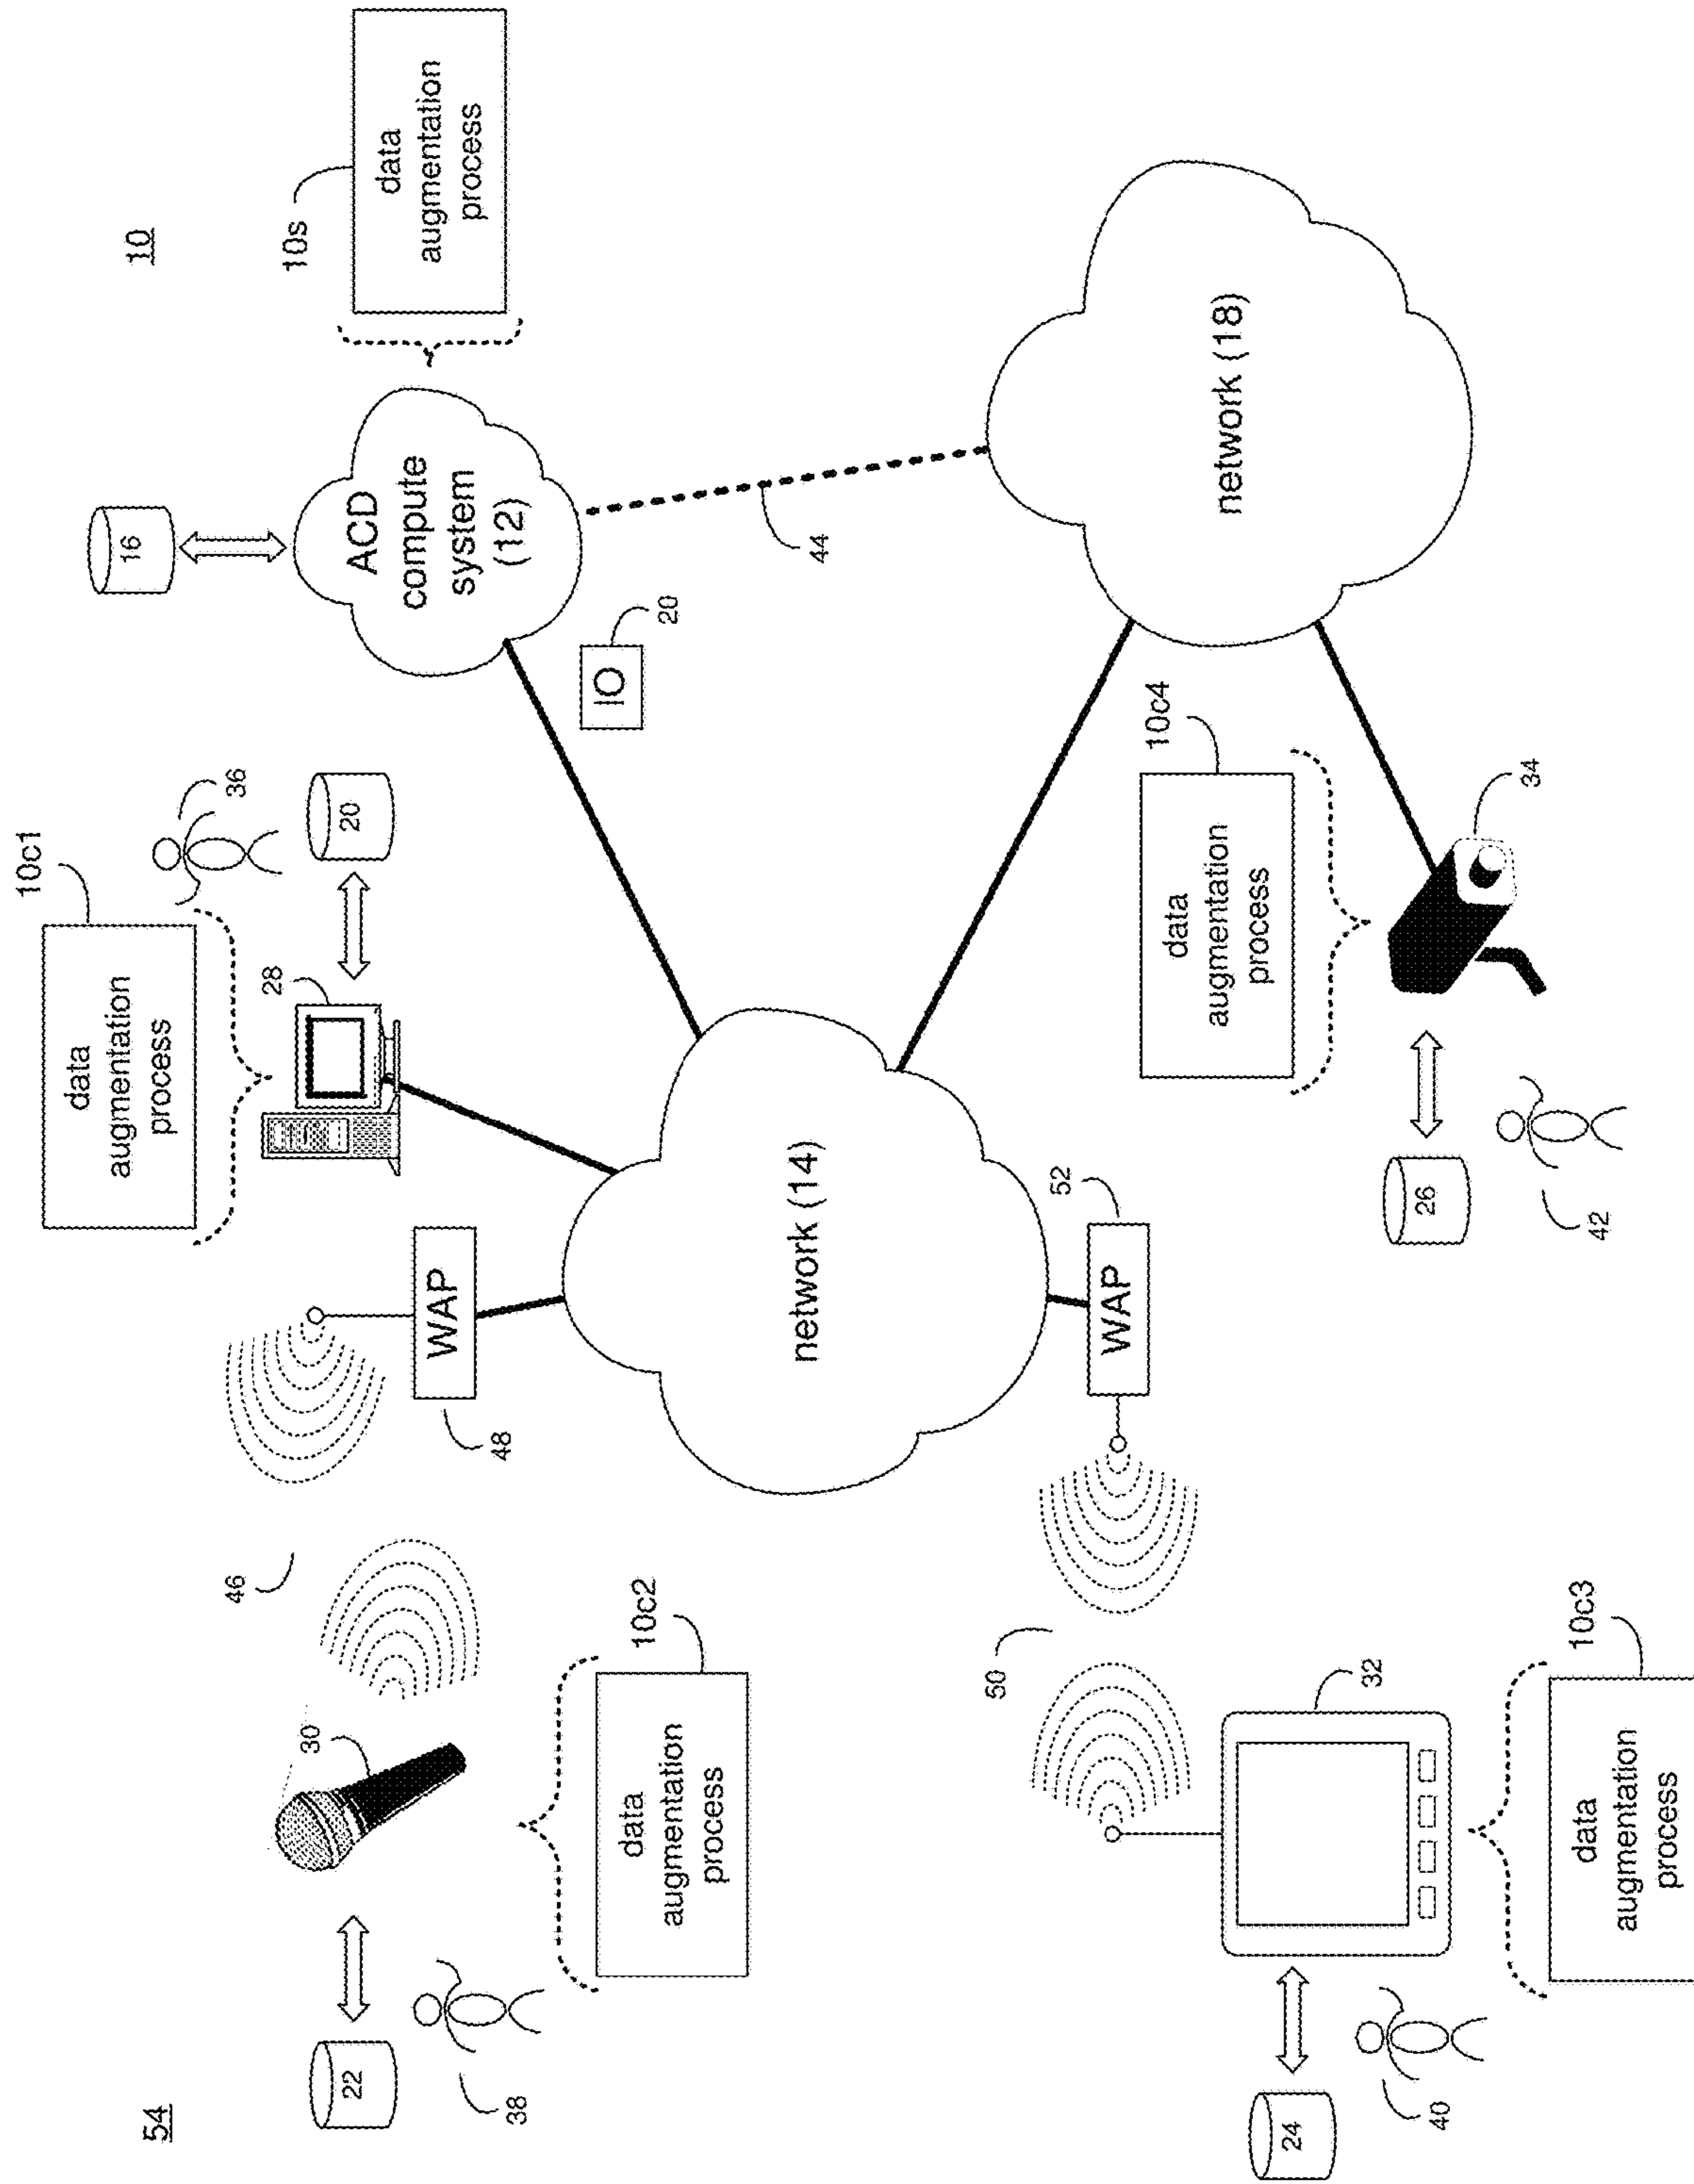 54
10
10c1
data
augmentation
process
16
36
46
28
10s
data
augmentation
process
30
22
20
ACD
compute
system
(12)
WAP
48
38
IO
20
10c2
data
augmentation
process
network (14)
44
50
52
WAP
10c4
data
augmentation
process
network (18)
24
32
40
26
34
10c3
data
augmentation
process
42